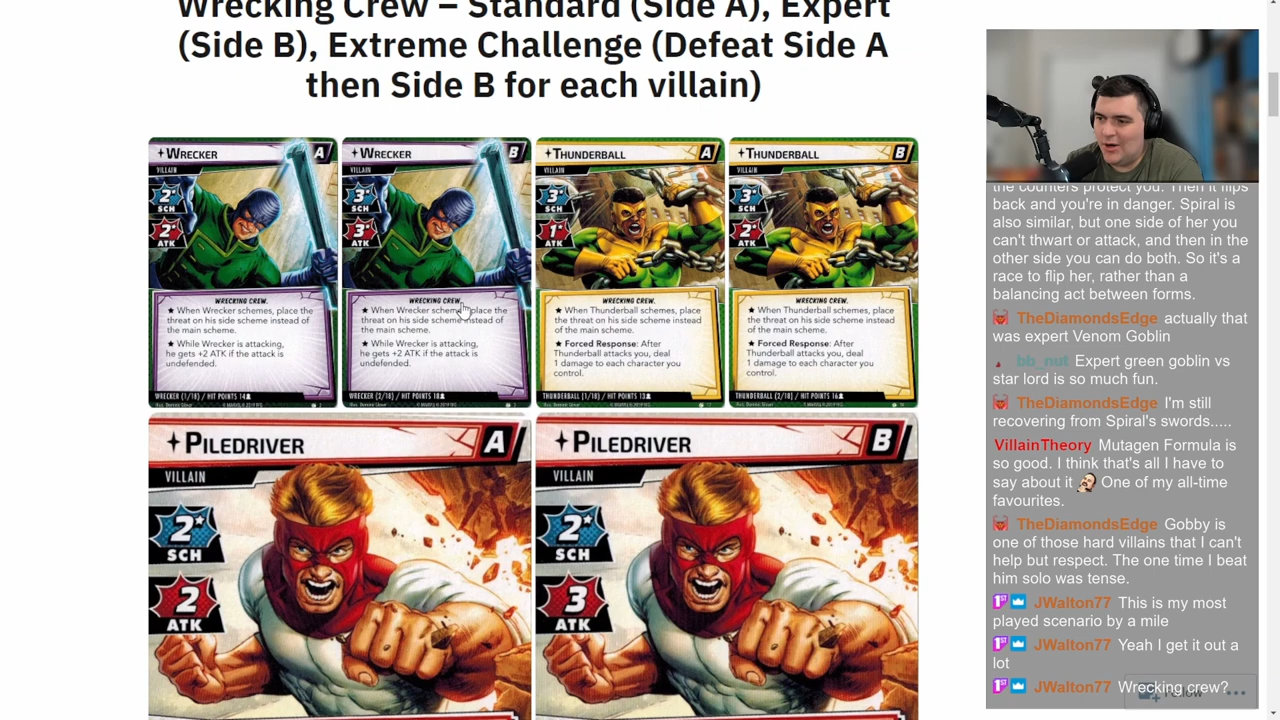 Wrecking Crew – Standard (Side A), Expert
(Side B), Extreme Challenge (Defeat Side A
then Side B for each villain)
WRECKER A
VILLAIN
2 SCH
2 ATK
WRECKING CREW.
★ When Wrecker schemes, place
the threat on his side scheme instead
of the main scheme.
★ While Wrecker is attacking,
he gets +2 ATK if the attack is
undefended.
WRECKER (1/18) / HIT POINTS 14
WRECKER B
VILLAIN
3 SCH
3 ATK
WRECKING CREW.
★ When Wrecker schemes, place
the threat on his side scheme instead of
the main scheme.
★ While Wrecker is attacking,
he gets +2 ATK if the attack is
undefended.
WRECKER (2/18) / HIT POINTS 18
THUNDERBALL A
VILLAIN
3 SCH
1 ATK
WRECKING CREW.
★ When Thunderball schemes, place
the threat on his side scheme instead
of the main scheme.
★ Forced Response: After
Thunderball attacks you, deal
1 damage to each character you
control.
THUNDERBALL (1/18) / HIT POINTS 13
THUNDERBALL B
VILLAIN
3 SCH
2 ATK
WRECKING CREW.
★ When Thunderball schemes, place
the threat on his side scheme instead
of the main scheme.
★ Forced Response: After
Thunderball attacks you, deal
1 damage to each character you
control.
THUNDERBALL (2/18) / HIT POINTS 16
PILEDRIVER A
VILLAIN
2 SCH
2 ATK
PILEDRIVER B
VILLAIN
2 SCH
3 ATK
the counters protect you. Then it flips
back and you're in danger. Spiral is
also similar, but one side of her you
can't thwart or attack, and then in the
other side you can do both. So it's a
race to flip her, rather than a
balancing act between forms.
TheDiamondsEdge actually that
was expert Venom Goblin
bb_nut Expert green goblin vs
star lord is so much fun.
TheDiamondsEdge I'm still
recovering from Spiral's swords.....
VillainTheory Mutagen Formula is
so good. I think that's all I have to
say about it One of my all-time
favourites.
TheDiamondsEdge Gobby is
one of those hard villains that I can't
help but respect. The one time I beat
him solo was tense.
JWalton77 This is my most
played scenario by a mile
JWalton77 Yeah I get it out a
lot
JWalton77 Wrecking crew?